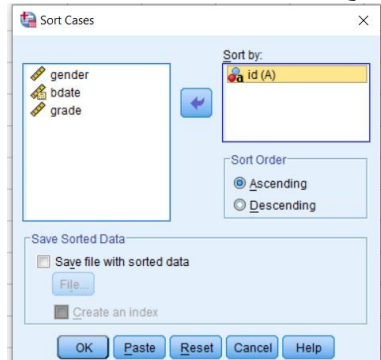 Sort Cases
Sort by:
gender
bdate
grade
id (A)
Sort Order
Ascending
Descending
Save Sorted Data
Save file with sorted data
File...
Create an index
OK Paste Reset Cancel Help